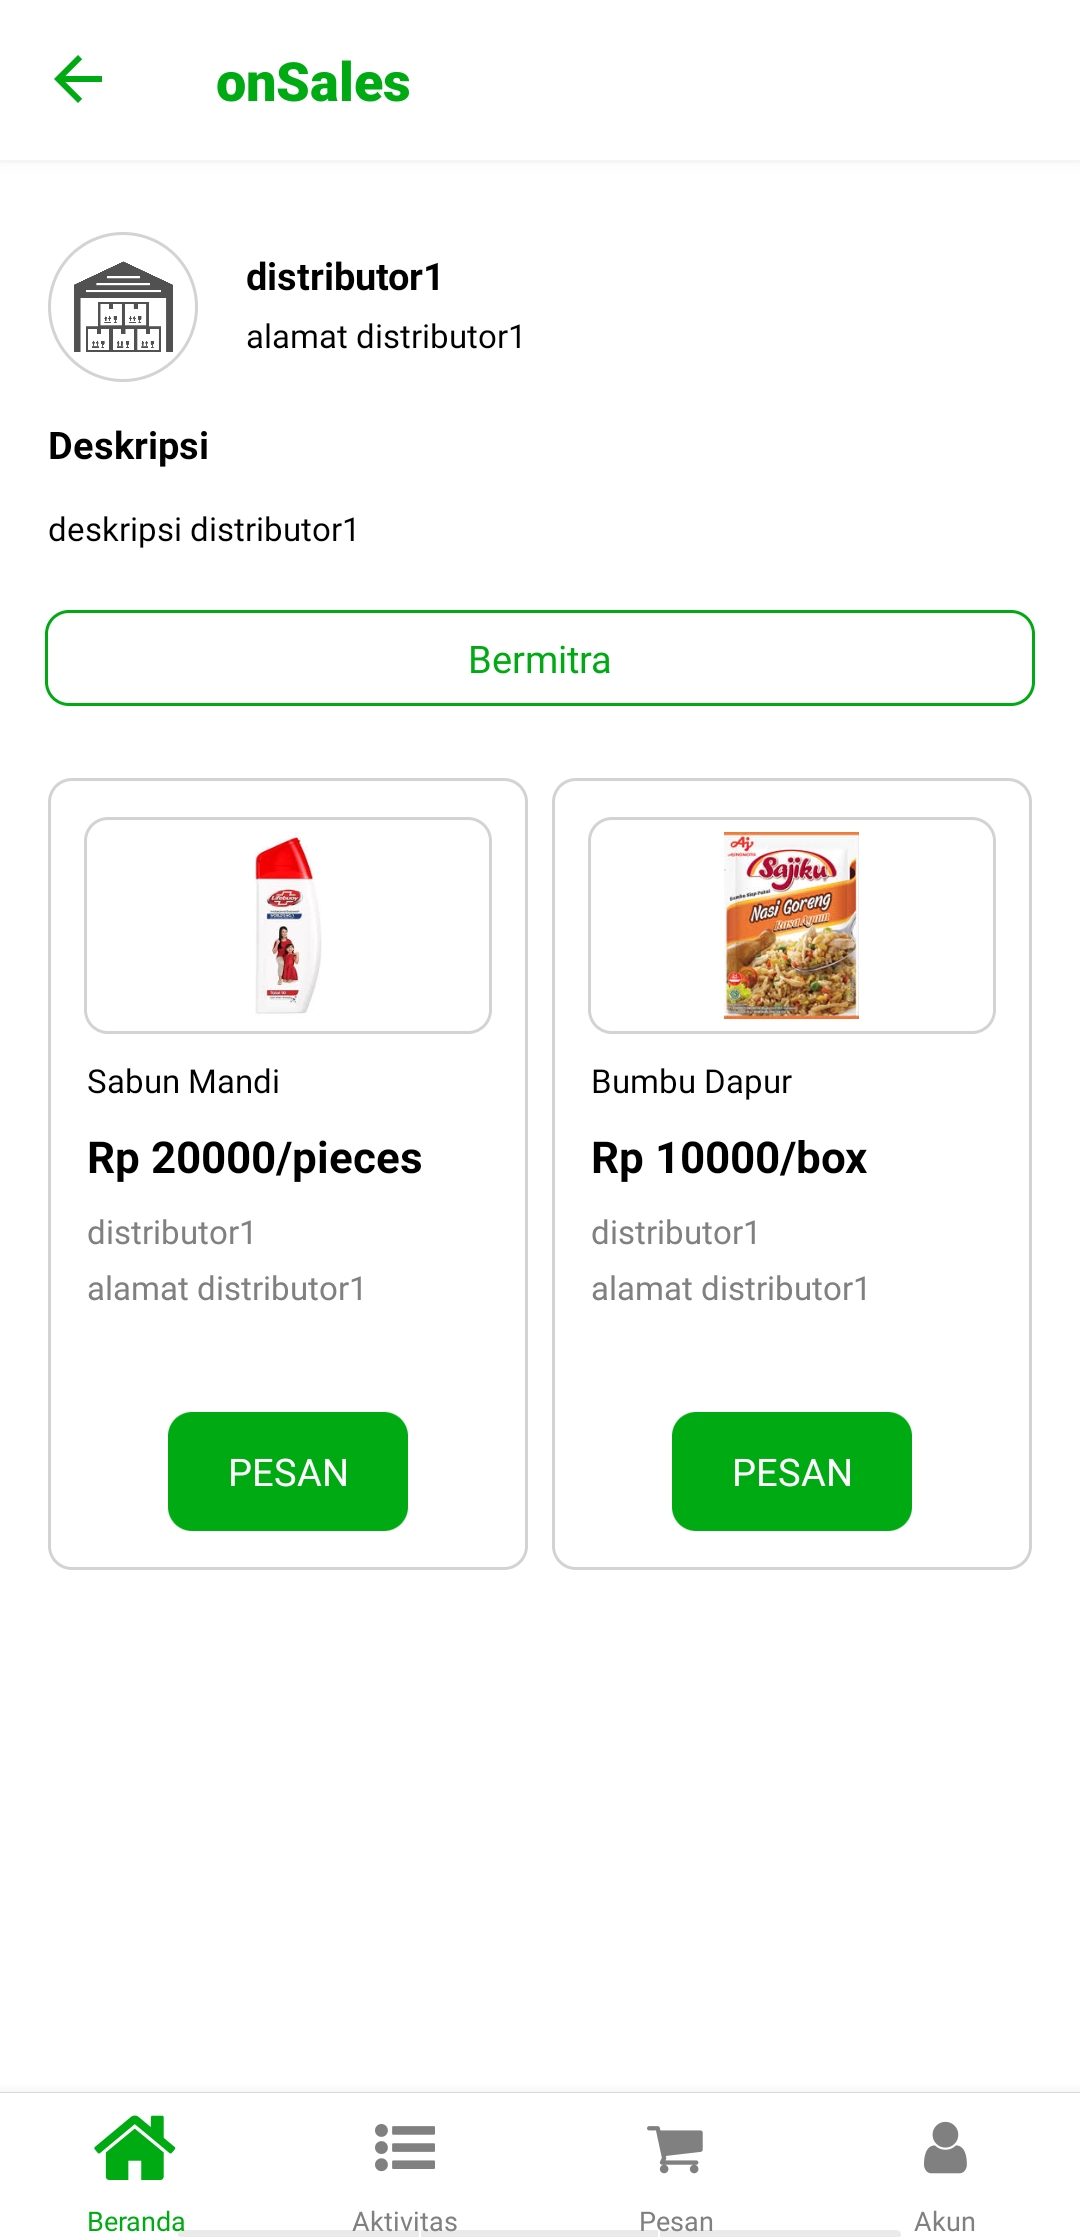 onSales
distributor1
alamat distributor1
Deskripsi
deskripsi distributor1
Bermitra
Lifebuoy
Aj
Sajiku
Nasi Goreng
Rasa Ayam
Sabun Mandi
Bumbu Dapur
Rp 20000/pieces
Rp 10000/box
distributor1
distributor1
alamat distributor1
alamat distributor1
PESAN
PESAN
Beranda
Aktivitas
Pesan
Akun